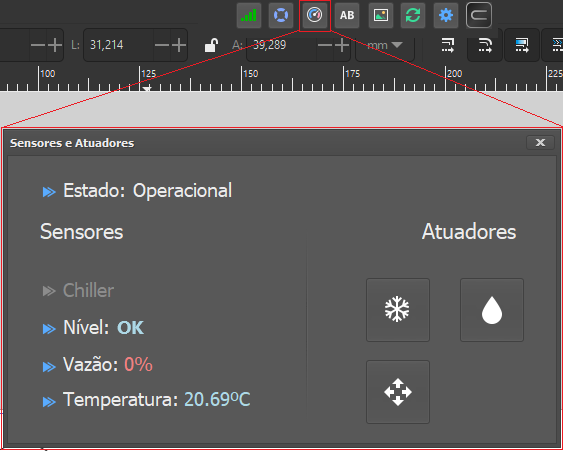 AB
L: 31,214 A: 39,289 mm
100 125 150 175 200 225
Sensores e Atuadores
Estado: Operacional
Sensores Atuadores
Chiller
Nível: OK
Vazão: 0%
Temperatura: 20.69ºC